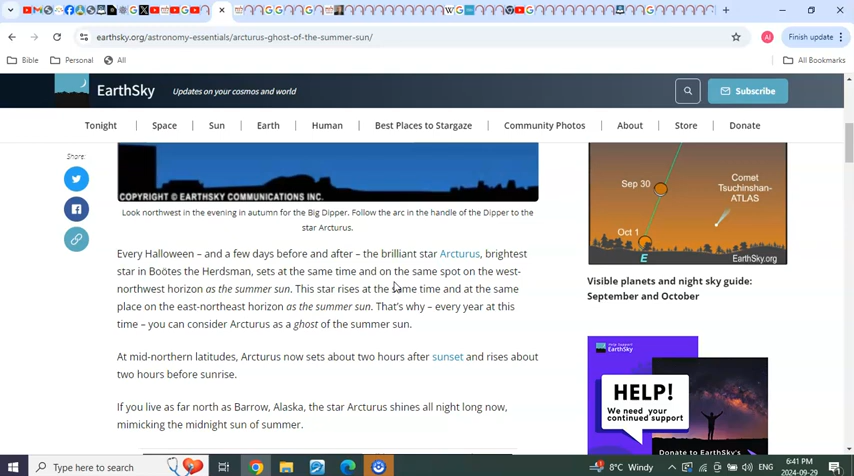 earthsky.org/astronomy-essentials/arcturus-ghost-of-the-summer-sun/
AI
Finish update
Bible
Personal
All
All Bookmarks
EarthSky
Updates on your cosmos and world
Subscribe
Tonight
Space
Sun
Earth
Human
Best Places to Stargaze
Community Photos
About
Store
Donate
Share:
COPYRIGHT © EARTHSKY COMMUNICATIONS INC.
Look northwest in the evening in autumn for the Big Dipper. Follow the arc in the handle of the Dipper to the
star Arcturus.
Every Halloween – and a few days before and after – the brilliant star Arcturus, brightest
star in Boötes the Herdsman, sets at the same time and on the same spot on the west-
northwest horizon as the summer sun. This star rises at the same time and at the same
place on the east-northeast horizon as the summer sun. That's why – every year at this
time – you can consider Arcturus as a ghost of the summer sun.
At mid-northern latitudes, Arcturus now sets about two hours after sunset and rises about
two hours before sunrise.
If you live as far north as Barrow, Alaska, the star Arcturus shines all night long now,
mimicking the midnight sun of summer.
Sep 30
Comet
Tsuchinshan-
ATLAS
Oct 1
E
EarthSky.org
Visible planets and night sky guide:
September and October
Help Support
EarthSky
HELP!
We need your
continued support
Donate to EarthSky's
Type here to search
8°C Windy
ENG
6:41 PM
2024-09-29